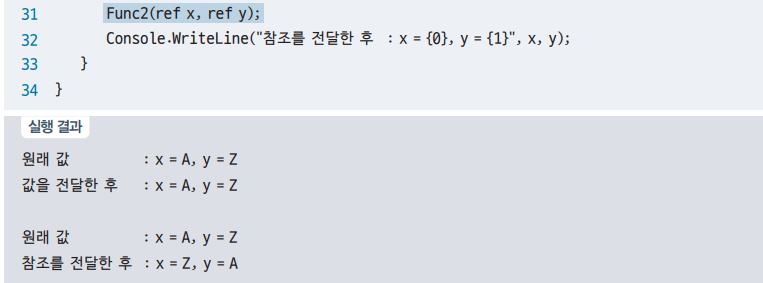 31 Func2(ref x, ref y);
32 Console.WriteLine("참조를 전달한 후 : x = {0}, y = {1}", x, y);
33 }
34 }
실행 결과
원래 값 : x = A, y = Z
값을 전달한 후 : x = A, y = Z
원래 값 : x = A, y = Z
참조를 전달한 후 : x = Z, y = A